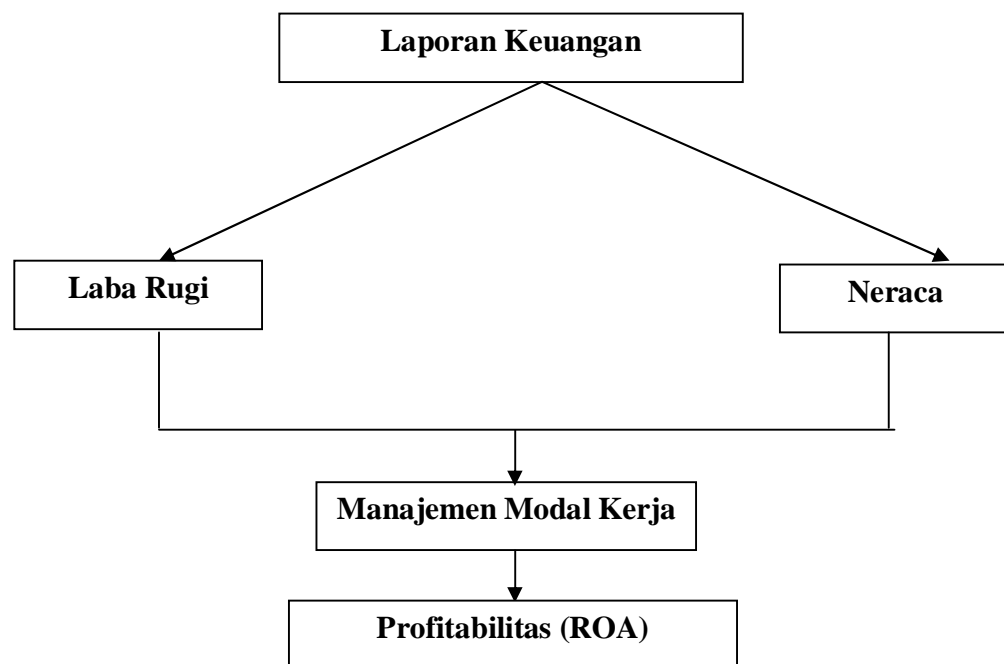 Laporan Keuangan
Laba Rugi
Neraca
Manajemen Modal Kerja
Profitabilitas (ROA)